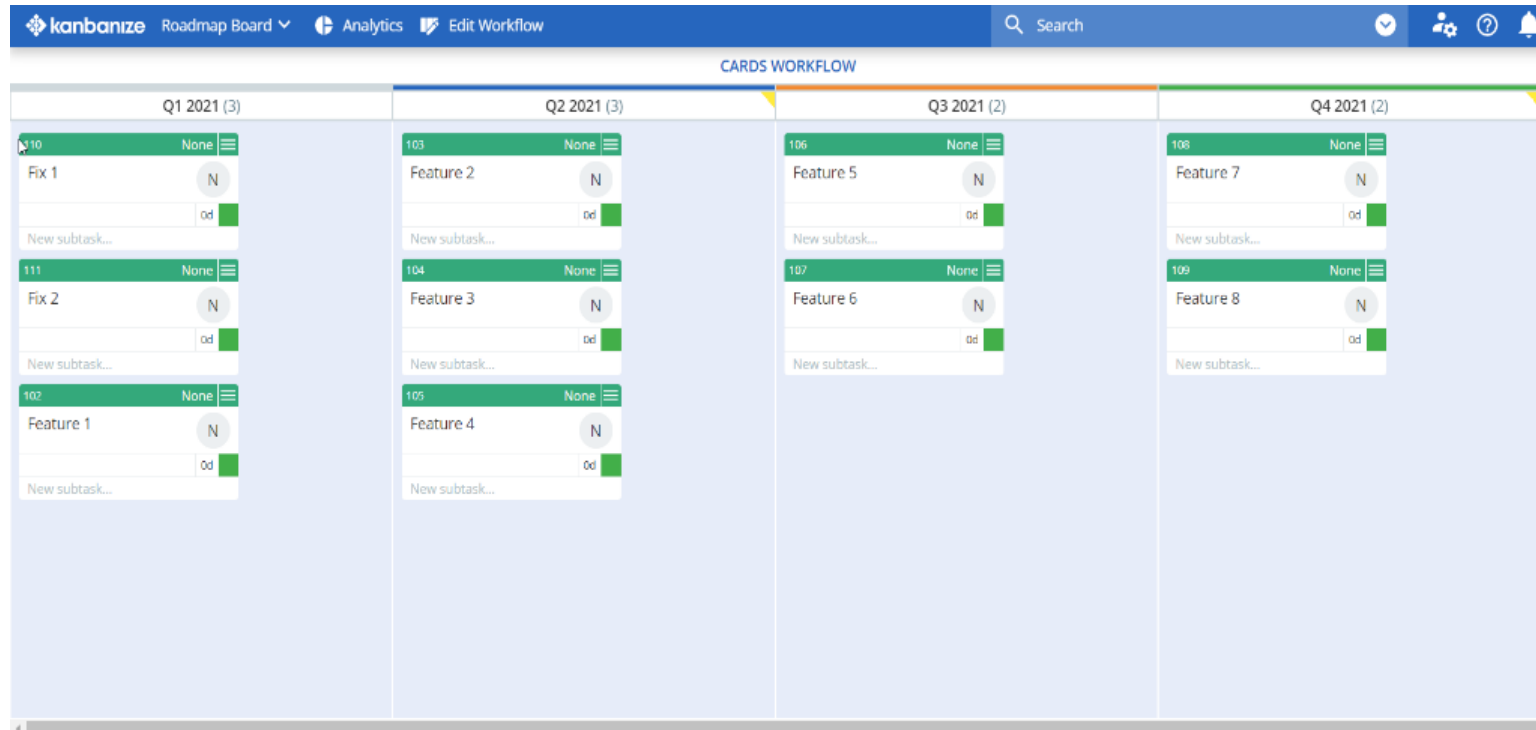 kanbanize Roadmap Board Analytics Edit Workflow Search
CARDS WORKFLOW
Q1 2021 (3) Q2 2021 (3) Q3 2021 (2) Q4 2021 (2)
110 None 103 None 106 None 108 None
Fix 1 N Feature 2 N Feature 5 N Feature 7 N
0d 0d 0d 0d
New subtask... New subtask... New subtask... New subtask...
111 None 104 None 107 None 109 None
Fix 2 N Feature 3 N Feature 6 N Feature 8 N
0d 0d 0d 0d
New subtask... New subtask... New subtask... New subtask...
102 None 105 None
Feature 1 N Feature 4 N
0d 0d
New subtask... New subtask...